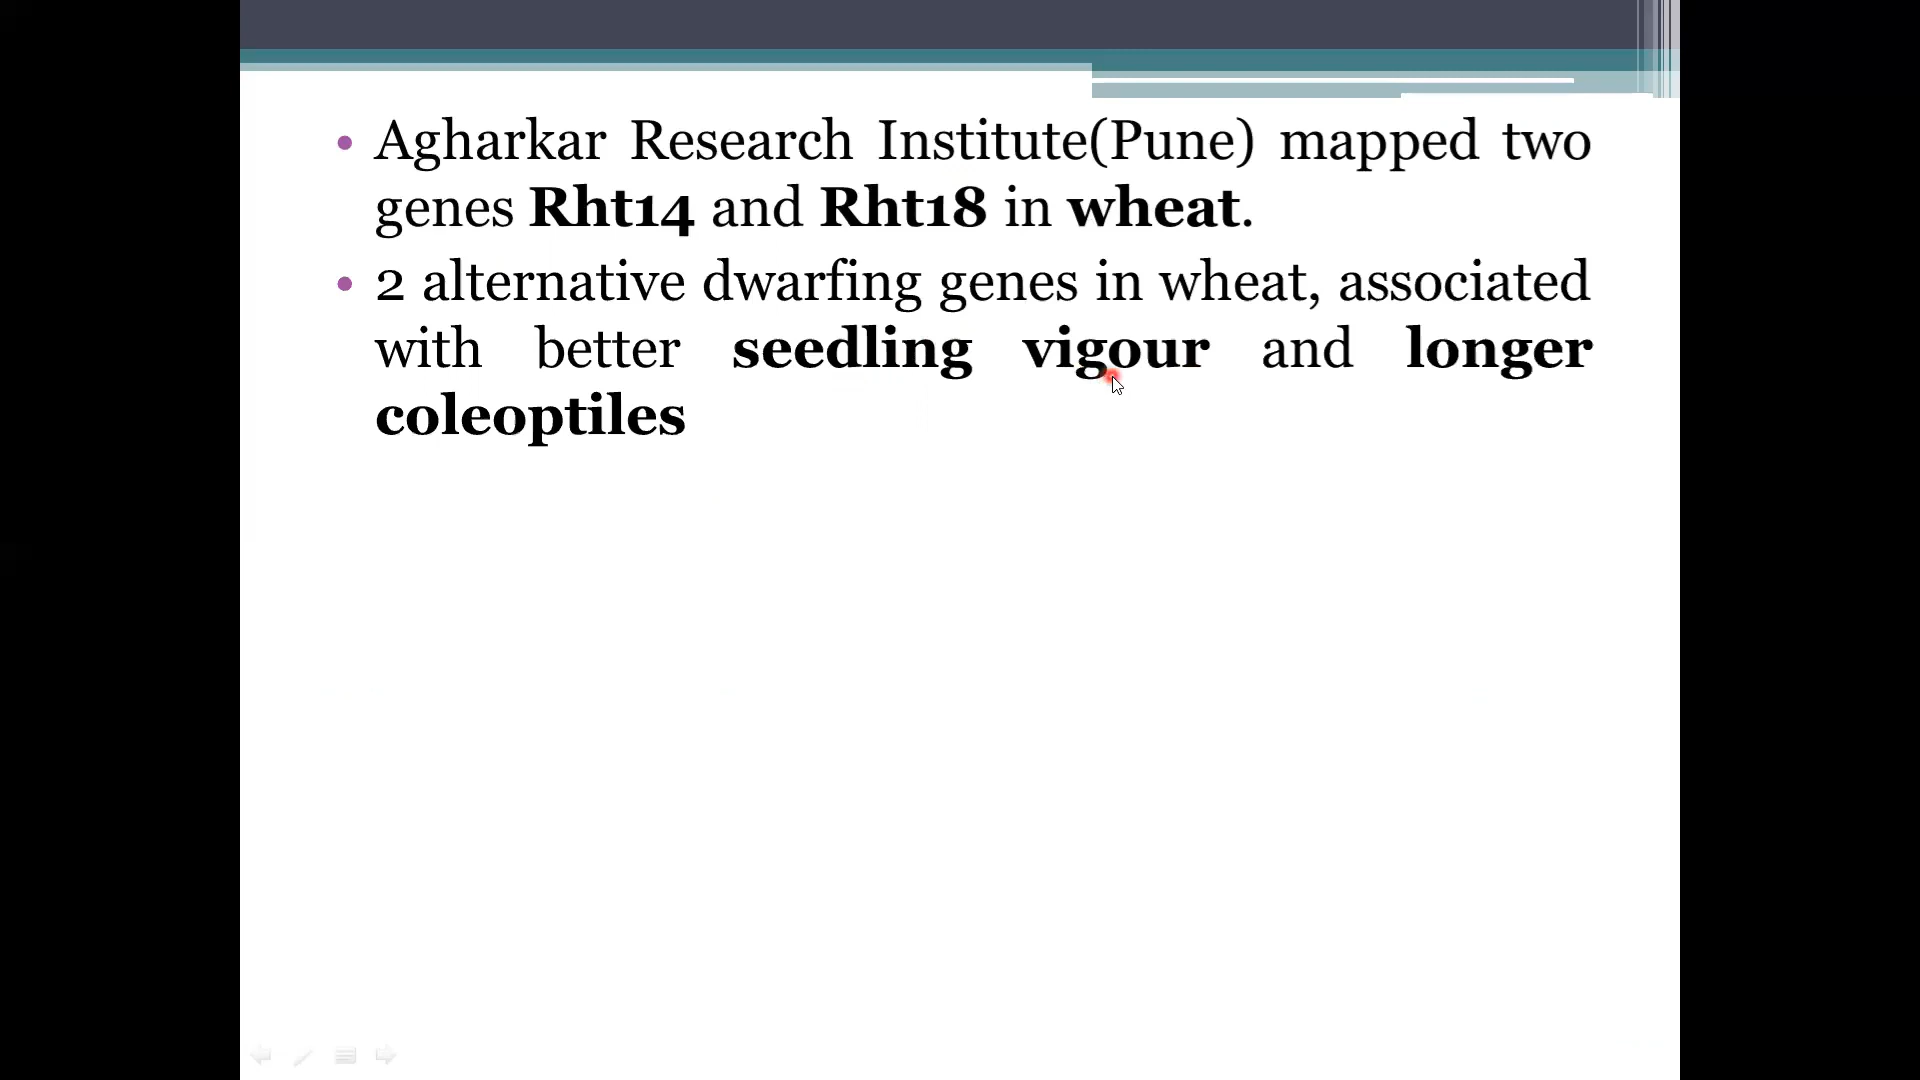 • Agharkar Research Institute(Pune) mapped two
genes Rht14 and Rht18 in wheat.
• 2 alternative dwarfing genes in wheat, associated
with better seedling vigour and longer
coleoptiles